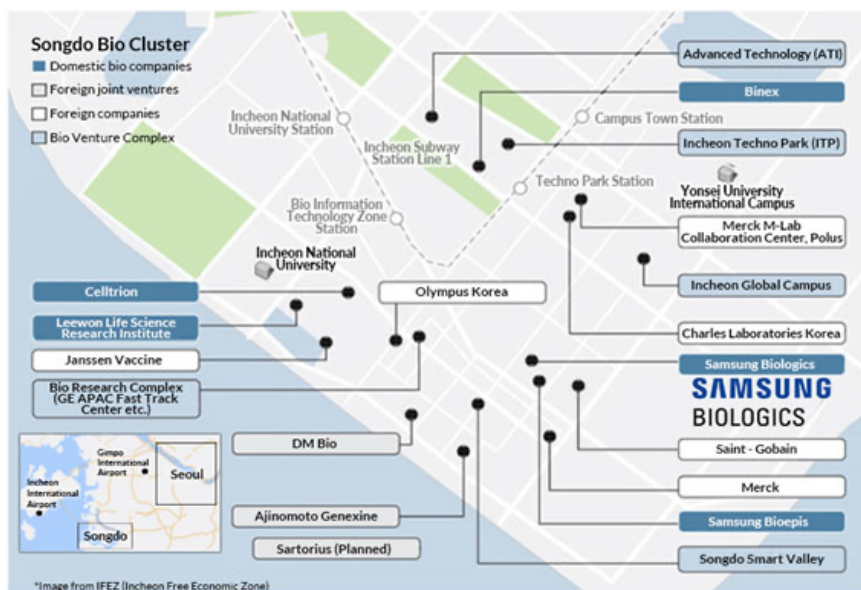 Songdo Bio Cluster
Domestic bio companies
Foreign joint ventures
Foreign companies
Bio Venture Complex
Advanced Technology (ATI)
Binex
Incheon Techno Park (ITP)
Yonsei University
International Campus
Merck M-Lab
Collaboration Center, Polus
Incheon Global Campus
Charles Laboratories Korea
Samsung Biologics
SAMSUNG
BIOLOGICS
Saint - Gobain
Merck
Samsung Bioepis
Songdo Smart Valley
Incheon National
University Station
Incheon Subway
Station Line 1
Campus Town Station
Techno Park Station
Bio Information
Technology Zone
Station
Incheon National
University
Celltrion
Olympus Korea
Leewon Life Science
Research Institute
Janssen Vaccine
Bio Research Complex
(GE APAC Fast Track
Center etc.)
DM Bio
Ajinomoto Genexine
Sartorius (Planned)
Gimpo
International
Airport
Seoul
Incheon
International
Airport
Songdo
*Image from IFEZ (Incheon Free Economic Zone)